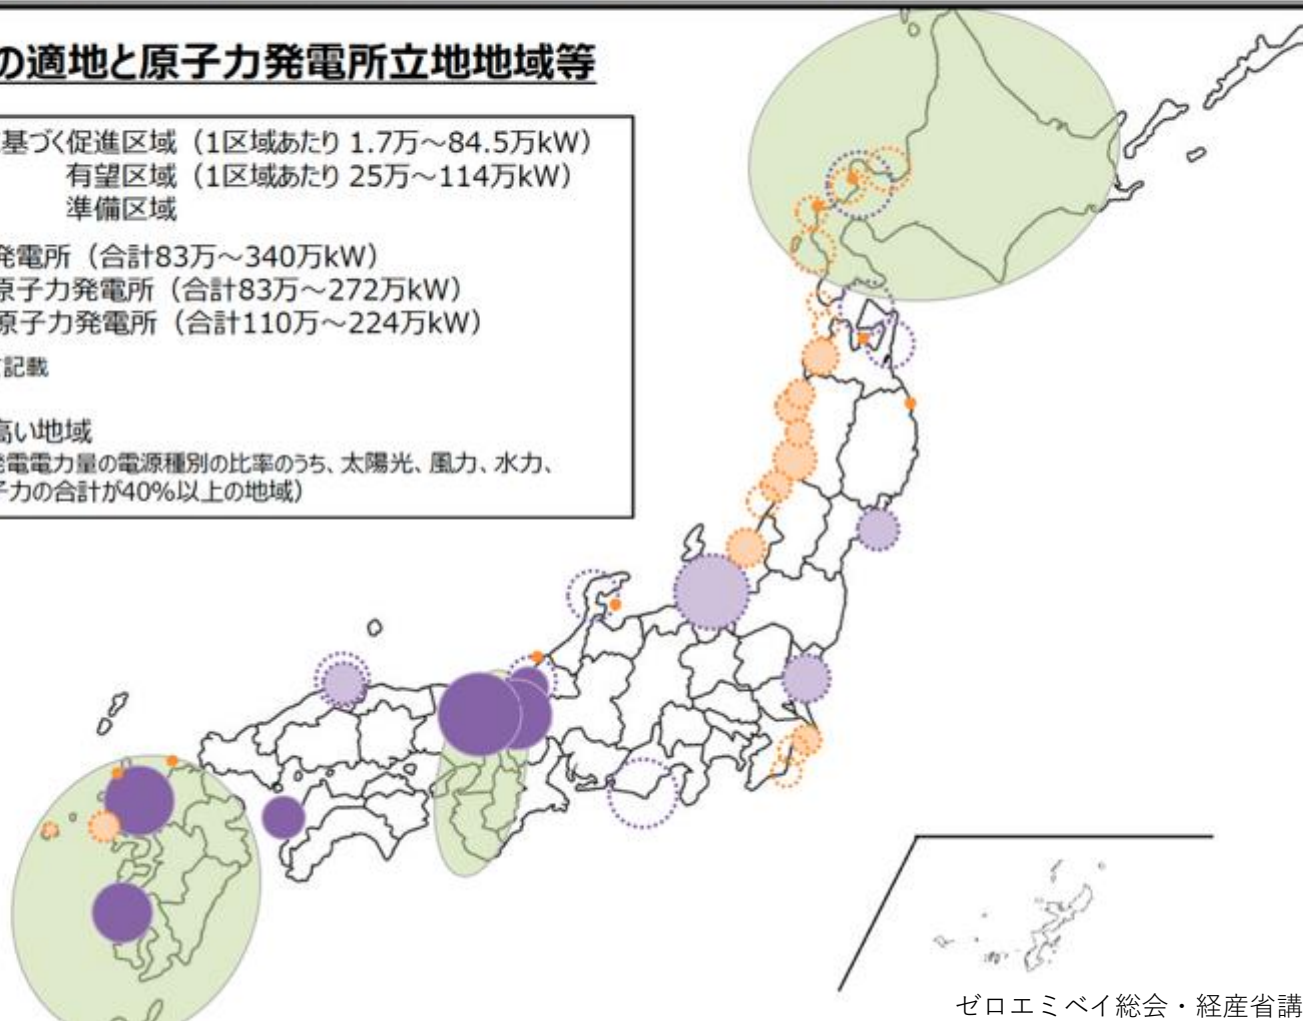 の適地と原子力発電所立地地域等
基づく促進区域（1区域あたり 1.7万～84.5万kW）
有望区域（1区域あたり 25万～114万kW）
準備区域
発電所（合計83万～340万kW）
原子力発電所（合計83万～272万kW）
原子力発電所（合計110万～224万kW）
記載
高い地域
発電電力量の電源種別の比率のうち、太陽光、風力、水力、
子力の合計が40%以上の地域）
ゼロエミベイ総会・経産省講